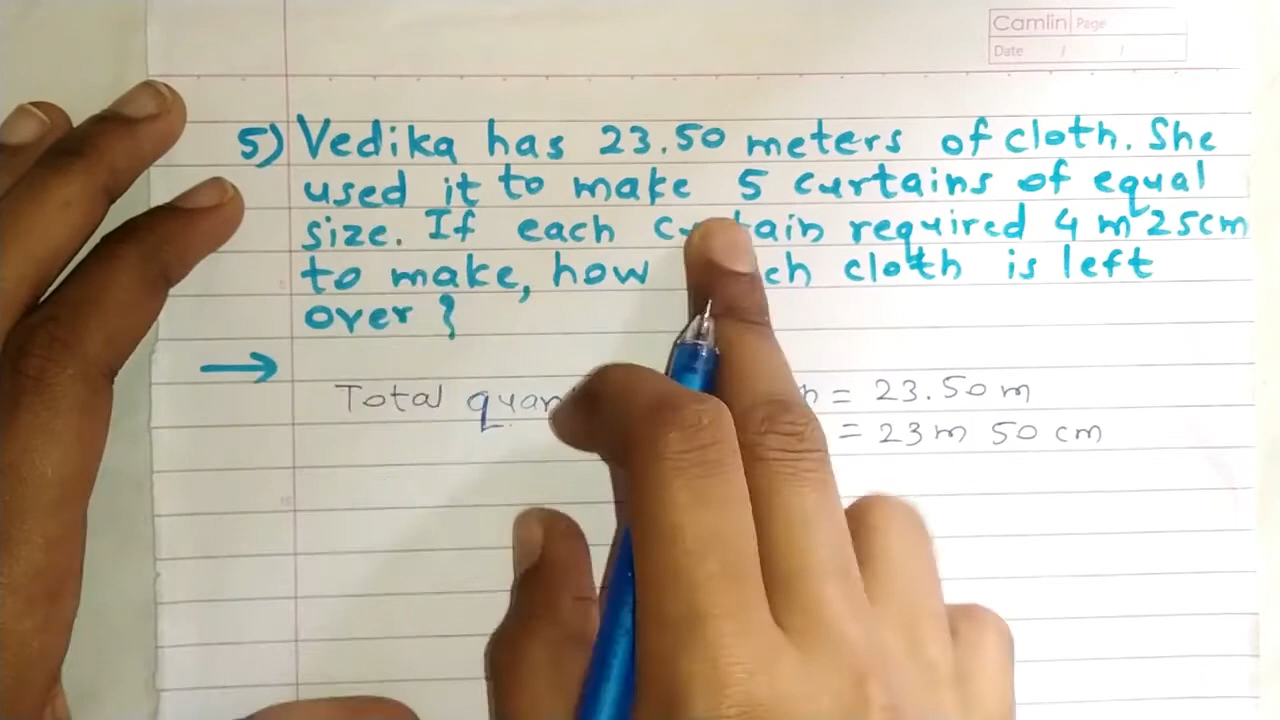 Camlin Page
Date / /
5) Vedika has 23.50 meters of cloth. She
used it to make 5 curtains of equal
size. If each required 4 m 25cm
to make, how cloth is left
over ?
→
Total = 23.50 m
= 23 m 50 cm